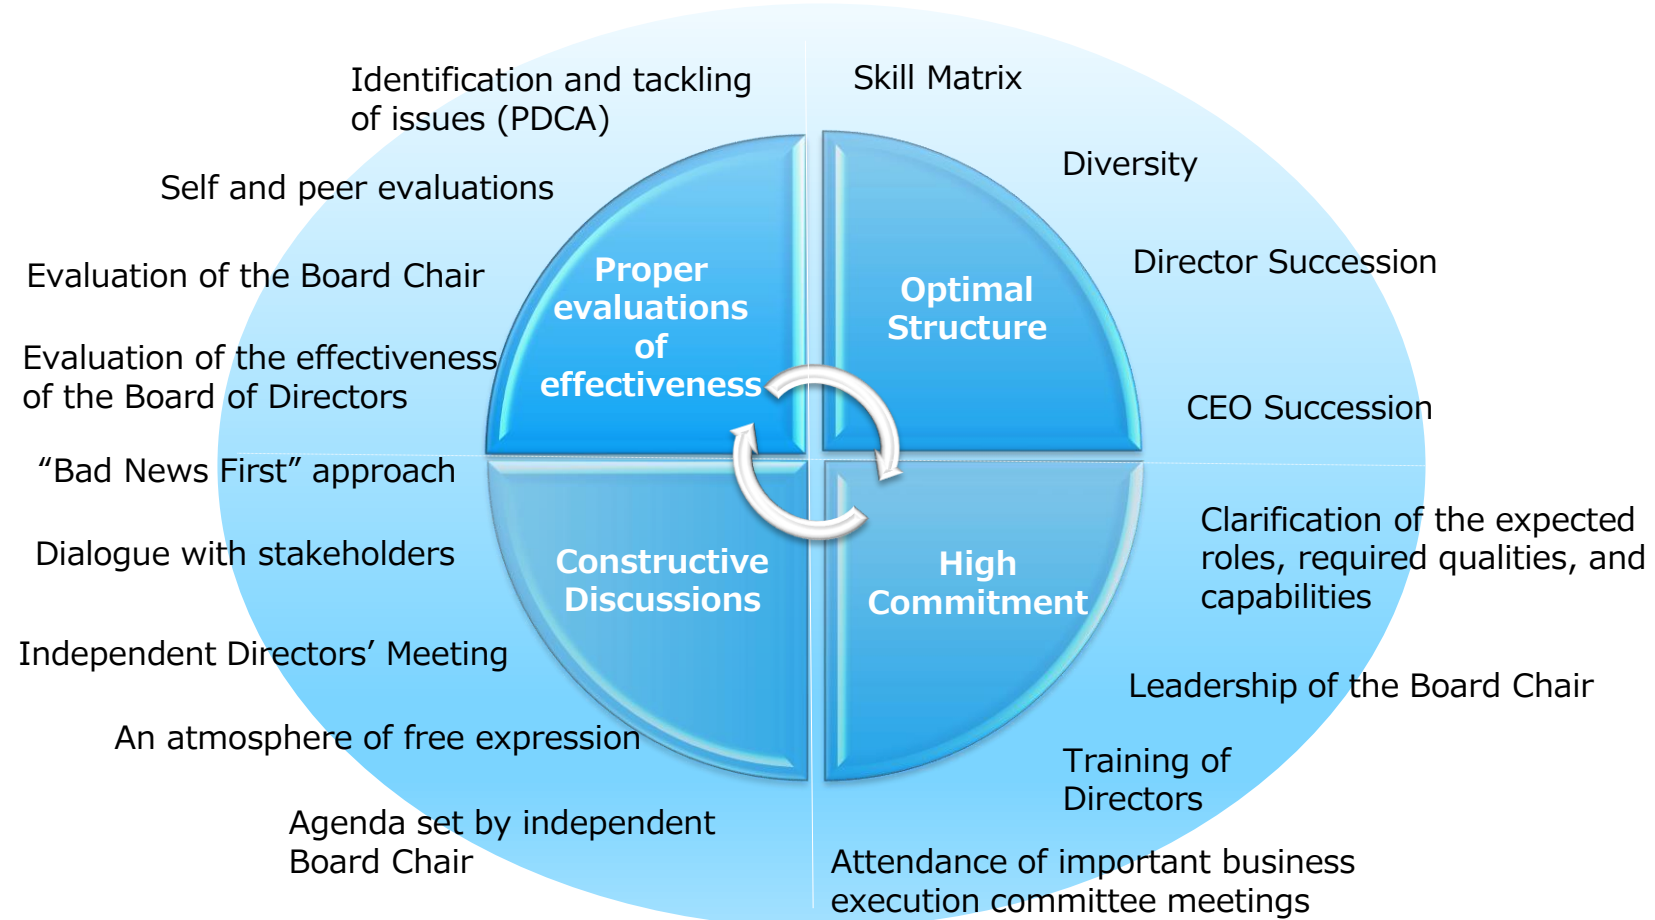 Identification and tackling
of issues (PDCA)
Self and peer evaluations
Evaluation of the Board Chair
Evaluation of the effectiveness
of the Board of Directors
Proper
evaluations
of
effectiveness
Skill Matrix
Diversity
Director Succession
CEO Succession
Optimal
Structure
“Bad News First” approach
Dialogue with stakeholders
Independent Directors’ Meeting
An atmosphere of free expression
Agenda set by independent
Board Chair
Constructive
Discussions
High
Commitment
Clarification of the expected
roles, required qualities, and
capabilities
Leadership of the Board Chair
Training of
Directors
Attendance of important business
execution committee meetings